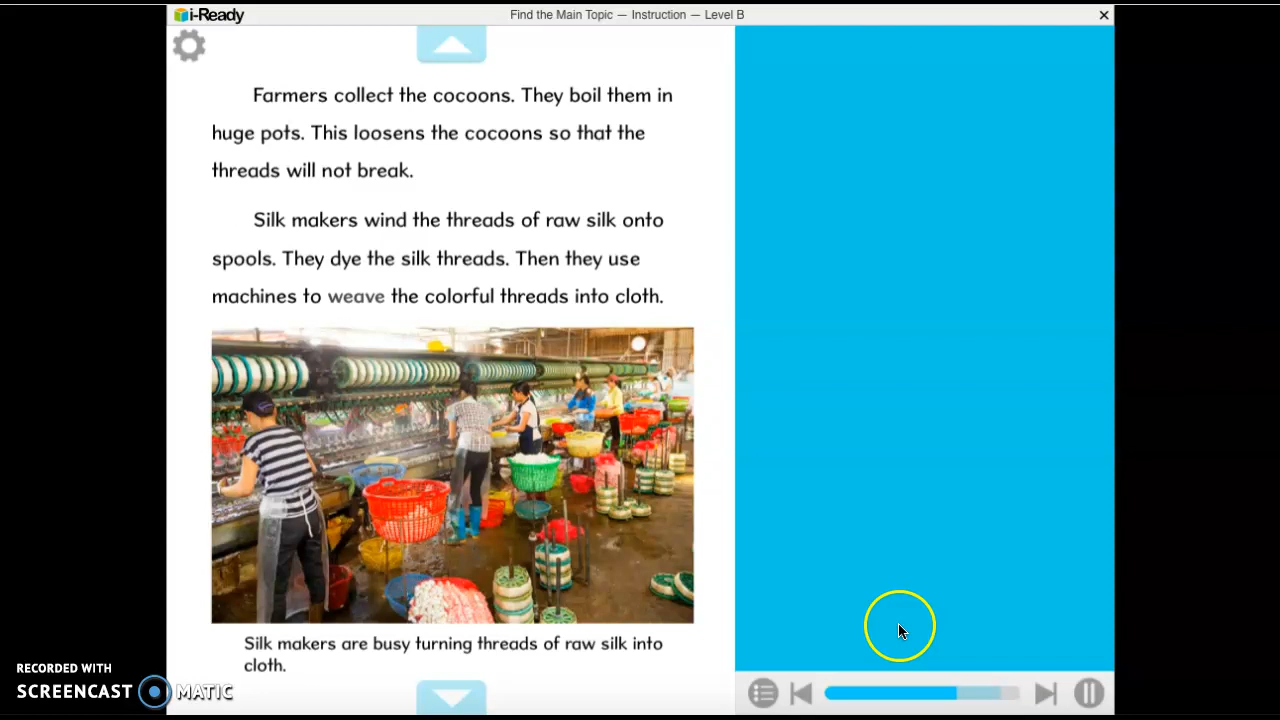 i-Ready
Find the Main Topic — Instruction — Level B
Farmers collect the cocoons. They boil them in
huge pots. This loosens the cocoons so that the
threads will not break.
Silk makers wind the threads of raw silk onto
spools. They dye the silk threads. Then they use
machines to weave the colorful threads into cloth.
Silk makers are busy turning threads of raw silk into
cloth.
RECORDED WITH
SCREENCAST MATIC